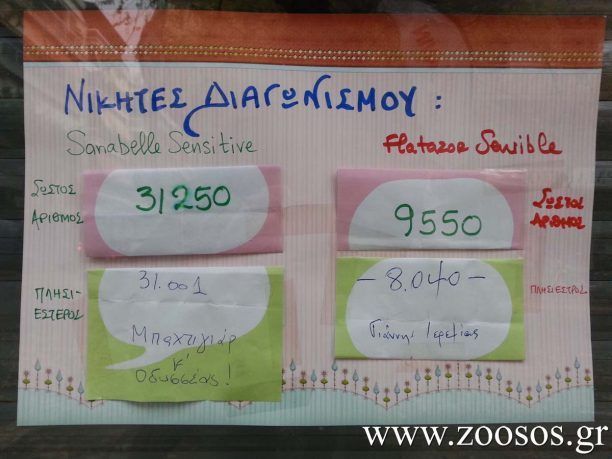 ΝΙΚΗΤΕΣ ΔΙΑΓΩΝΙΣΜΟΥ :
Sanabelle Sensitive
Flatazor Sensible
ΣΩΣΤΟΣ
ΑΡΙΘΜΟΣ
31250
9550
ΣΩΣΤΟΣ
ΑΡΙΘΜΟΣ
ΠΛΗΣΙ-
ΕΣΤΕΡΟΣ
31.001
Μπαχτιγιάρ
κ'
Οδυσσέας!
- 8.040 -
Γιάννης Ιερεμίας
ΠΛΗΣΙΕΣΤΕΡΟΣ
www.zoosos.gr